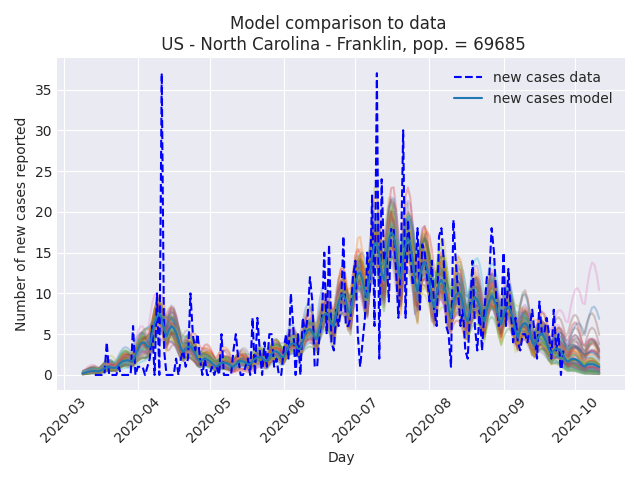 Model comparison to data
US - North Carolina - Franklin, pop. = 69685
new cases data
new cases model
Number of new cases reported
35
30
25
20
15
10
5
0
2020-03
2020-04
2020-05
2020-06
2020-07
2020-08
2020-09
2020-10
Day